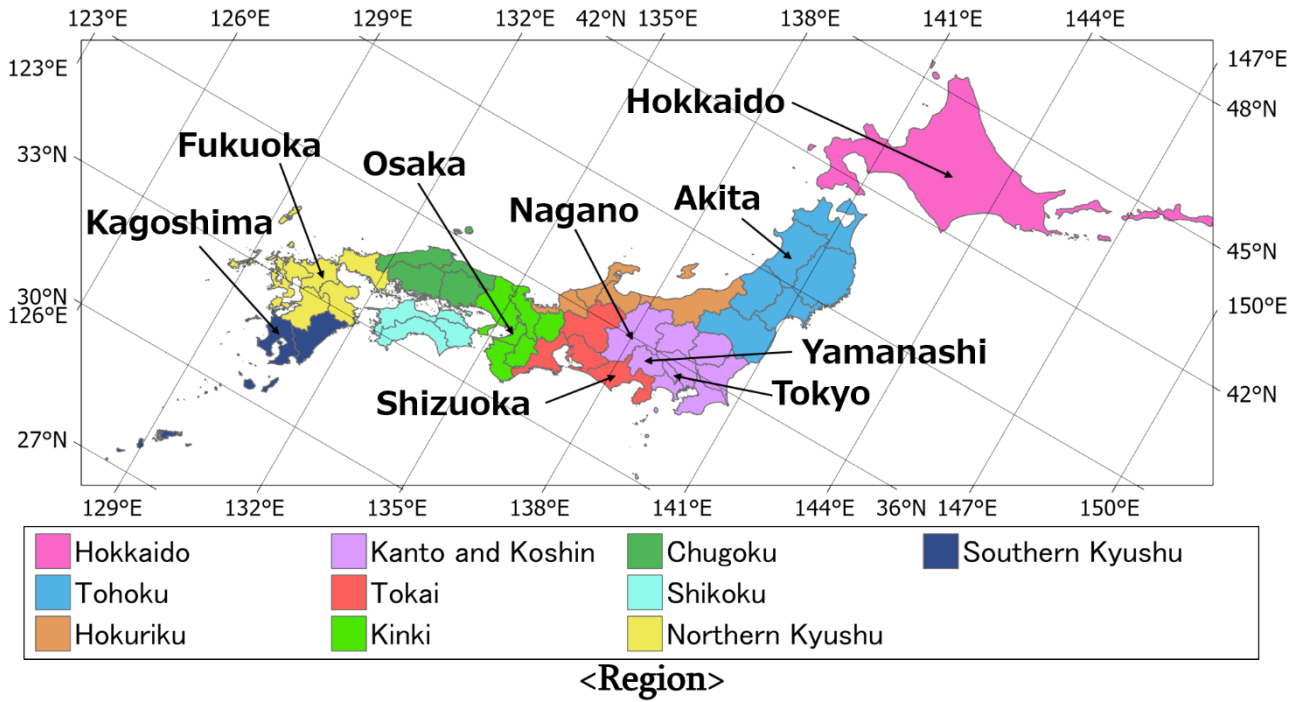 123°E 126°E 129°E 132°E 42°N 135°E 138°E 141°E 144°E
123°E
147°E
48°N
Hokkaido
33°N
Fukuoka
Osaka
Kagoshima
Nagano
Akita
45°N
30°N
126°E
150°E
Yamanashi
Shizuoka
Tokyo
42°N
27°N
129°E 132°E 135°E 138°E 141°E 144°E 36°N 147°E 150°E
Hokkaido Kanto and Koshin Chugoku Southern Kyushu
Tohoku Tokai Shikoku
Hokuriku Kinki Northern Kyushu
<Region>